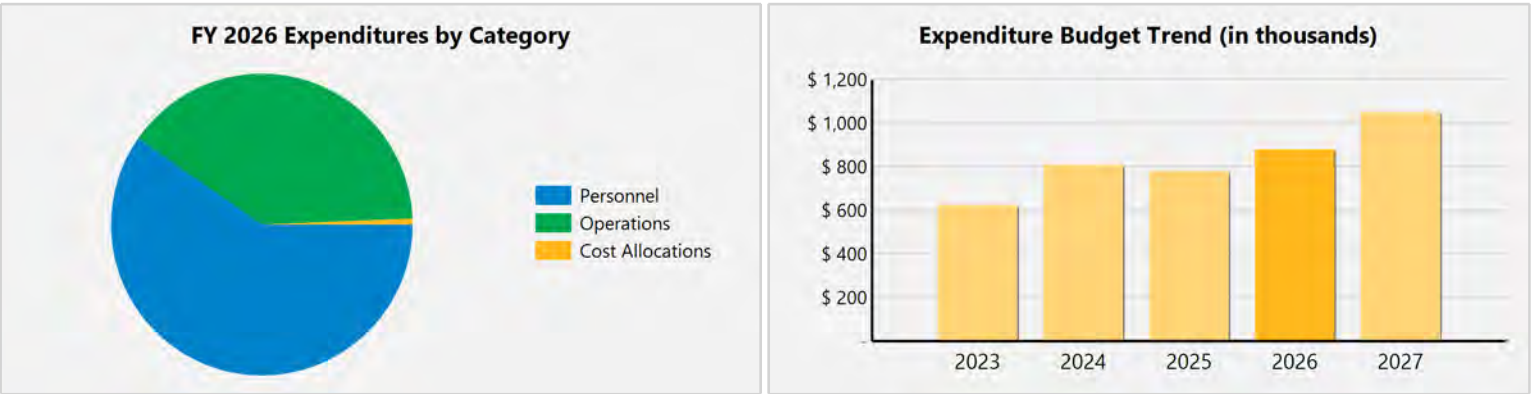 FY 2026 Expenditures by Category
Personnel
Operations
Cost Allocations
Expenditure Budget Trend (in thousands)
$ 1,200
$ 1,000
$ 800
$ 600
$ 400
$ 200
-
2023 2024 2025 2026 2027